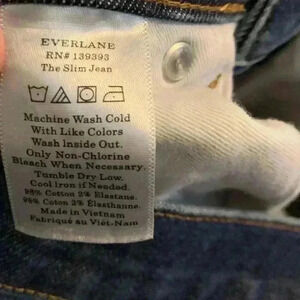 EVERLANE
RN# 139393
The Slim Jean
Machine Wash Cold
With Like Colors
Wash Inside Out.
Only Non-Chlorine
Bleach When Necessary.
Tumble Dry Low.
Cool Iron if Needed.
98% Cotton 2% Elastane.
98% Coton 2% Élasthanne.
Made in Vietnam
Fabriqué au Viêt-Nam